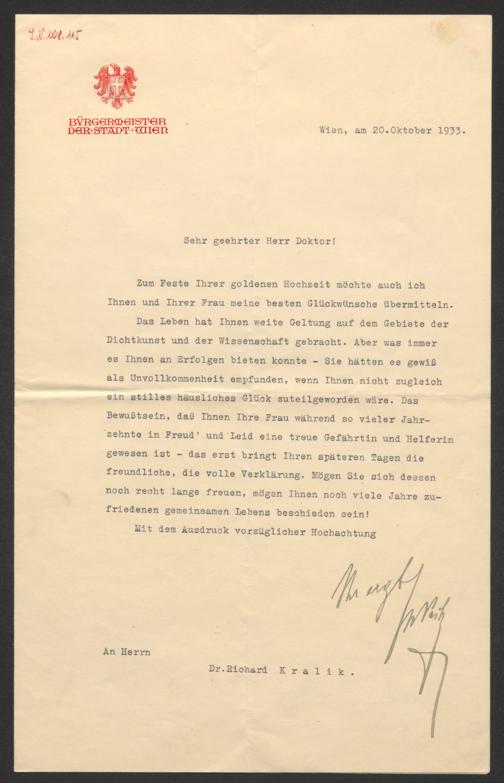 J.N. 108.115
BÜRGERMEISTER
DER·STADT·WIEN
Wien, am 20.Oktober 1933.
Sehr geehrter Herr Doktor!
Zum Feste Ihrer goldenen Hochzeit möchte auch ich
Ihnen und Ihrer Frau meine besten Glückwünsche übermitteln.
Das Leben hat Ihnen weite Geltung auf dem Gebiete der
Dichtkunst und der Wissenschaft gebracht. Aber was immer
es Ihnen an Erfolgen bieten konnte - Sie hätten es gewiß
als Unvollkommenheit empfunden, wenn Ihnen nicht zugleich
ein stilles häusliches Glück zuteilgeworden wäre. Das
Bewußtsein, daß Ihnen Ihre Frau während so vieler Jahr-
zehnte in Freud' und Leid eine treue Gefährtin und Helferin
gewesen ist - das erst bringt Ihren späteren Tagen die
freundliche, die volle Verklärung. Mögen Sie sich dessen
noch recht lange freuen, mögen Ihnen noch viele Jahre zu-
friedenen gemeinsamen Lebens beschieden sein!
Mit dem Ausdruck vorzüglicher Hochachtung
Ihr ergb
An Herrn
Dr.Richard K r a l i k .